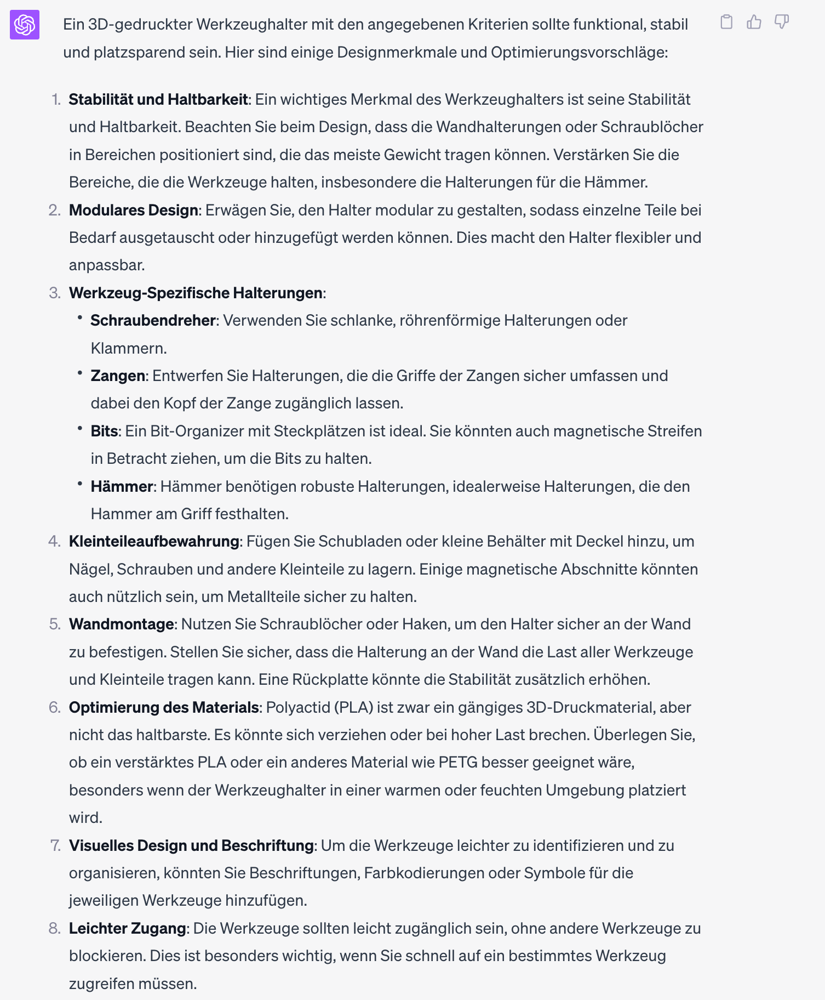 Ein 3D-gedruckter Werkzeughalter mit den angegebenen Kriterien sollte funktional, stabil
und platzsparend sein. Hier sind einige Designmerkmale und Optimierungsvorschläge:
1. Stabilität und Haltbarkeit: Ein wichtiges Merkmal des Werkzeughalters ist seine Stabilität
und Haltbarkeit. Beachten Sie beim Design, dass die Wandhalterungen oder Schraublöcher
in Bereichen positioniert sind, die das meiste Gewicht tragen können. Verstärken Sie die
Bereiche, die die Werkzeuge halten, insbesondere die Halterungen für die Hämmer.
2. Modulares Design: Erwägen Sie, den Halter modular zu gestalten, sodass einzelne Teile bei
Bedarf ausgetauscht oder hinzugefügt werden können. Dies macht den Halter flexibler und
anpassbar.
3. Werkzeug-Spezifische Halterungen:
• Schraubendreher: Verwenden Sie schlanke, röhrenförmige Halterungen oder
Klammern.
• Zangen: Entwerfen Sie Halterungen, die die Griffe der Zangen sicher umfassen und
dabei den Kopf der Zange zugänglich lassen.
• Bits: Ein Bit-Organizer mit Steckplätzen ist ideal. Sie könnten auch magnetische Streifen
in Betracht ziehen, um die Bits zu halten.
• Hämmer: Hämmer benötigen robuste Halterungen, idealerweise Halterungen, die den
Hammer am Griff festhalten.
4. Kleinteileaufbewahrung: Fügen Sie Schubladen oder kleine Behälter mit Deckel hinzu, um
Nägel, Schrauben und andere Kleinteile zu lagern. Einige magnetische Abschnitte könnten
auch nützlich sein, um Metallteile sicher zu halten.
5. Wandmontage: Nutzen Sie Schraublöcher oder Haken, um den Halter sicher an der Wand
zu befestigen. Stellen Sie sicher, dass die Halterung an der Wand die Last aller Werkzeuge
und Kleinteile tragen kann. Eine Rückplatte könnte die Stabilität zusätzlich erhöhen.
6. Optimierung des Materials: Polyactid (PLA) ist zwar ein gängiges 3D-Druckmaterial, aber
nicht das haltbarste. Es könnte sich verziehen oder bei hoher Last brechen. Überlegen Sie,
ob ein verstärktes PLA oder ein anderes Material wie PETG besser geeignet wäre,
besonders wenn der Werkzeughalter in einer warmen oder feuchten Umgebung platziert
wird.
7. Visuelles Design und Beschriftung: Um die Werkzeuge leichter zu identifizieren und zu
organisieren, könnten Sie Beschriftungen, Farbkodierungen oder Symbole für die
jeweiligen Werkzeuge hinzufügen.
8. Leichter Zugang: Die Werkzeuge sollten leicht zugänglich sein, ohne andere Werkzeuge zu
blockieren. Dies ist besonders wichtig, wenn Sie schnell auf ein bestimmtes Werkzeug
zugreifen müssen.